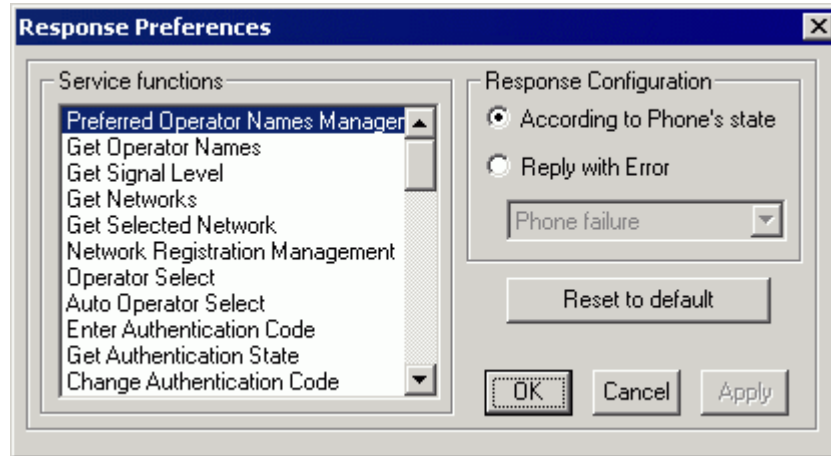 Response Preferences
Service functions
Preferred Operator Names Manager
Get Operator Names
Get Signal Level
Get Networks
Get Selected Network
Network Registration Management
Operator Select
Auto Operator Select
Enter Authentication Code
Get Authentication State
Change Authentication Code
Response Configuration
According to Phone's state
Reply with Error
Phone failure
Reset to default
OK
Cancel
Apply